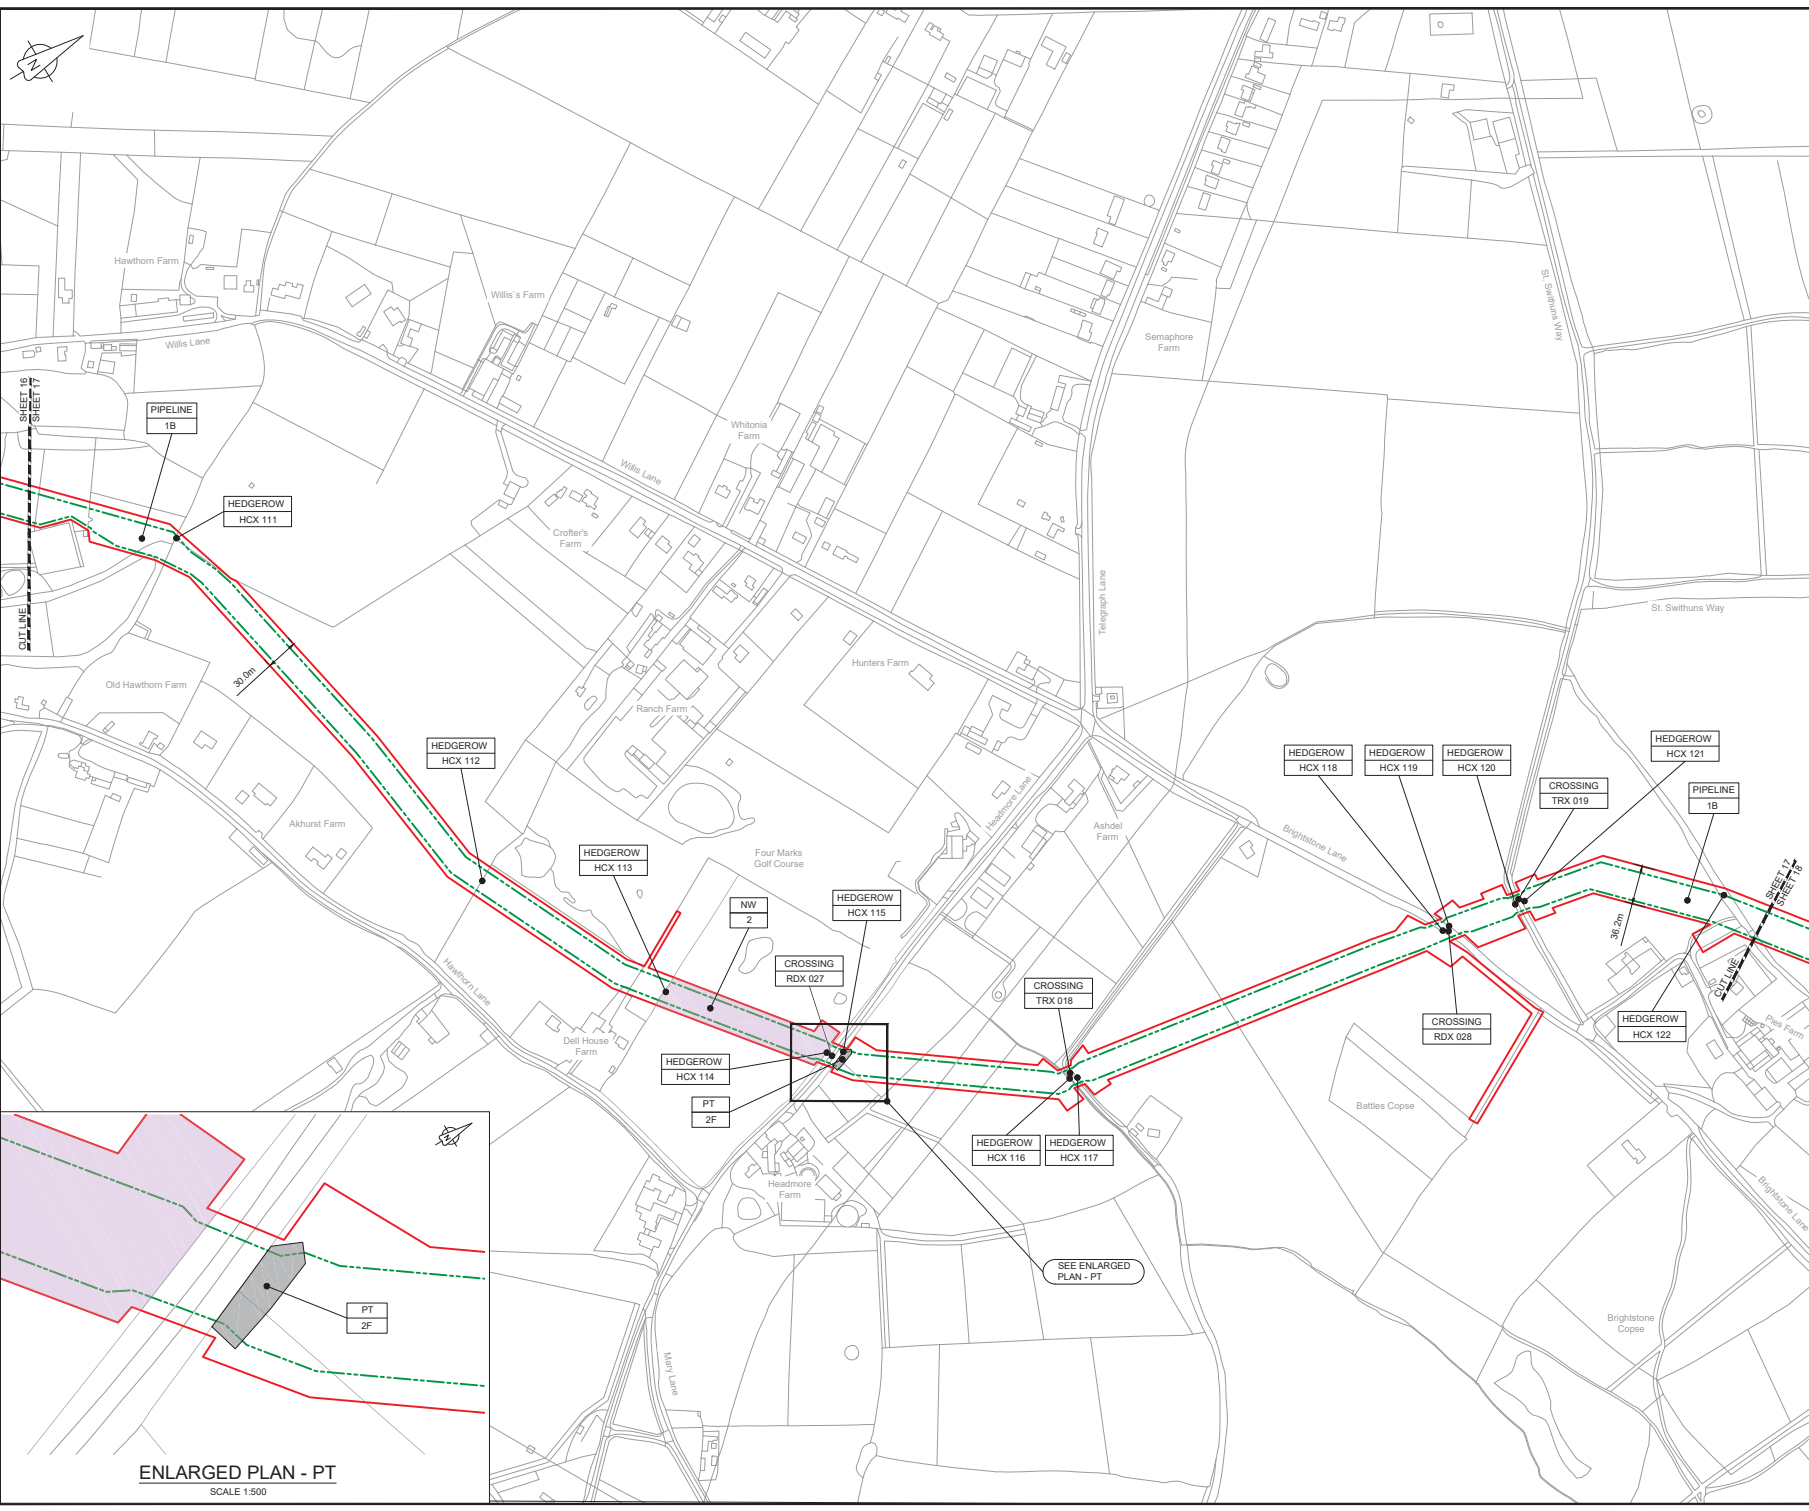 N
Hawthorn Farm
Willis Lane
Willis's Farm
Semaphore
Farm
St. Swithuns Way
SHEET 16
SHEET 17
CUT LINE
PIPELINE
1B
HEDGEROW
HCX 111
Whitonia
Farm
Willis Lane
Crofter's
Farm
Telegraph Lane
St. Swithuns Way
30.0m
Old Hawthorn Farm
Hunters Farm
Ranch Farm
HEDGEROW
HCX 112
Akhurst Farm
HEDGEROW
HCX 113
Four Marks
Golf Course
Headmore Lane
Ashdel
Farm
Brightstone Lane
HEDGEROW
HCX 118
HEDGEROW
HCX 119
HEDGEROW
HCX 120
HEDGEROW
HCX 121
CROSSING
TRX 019
PIPELINE
1B
SHEET 17
SHEET 18
CUT LINE
36.2m
NW
2
HEDGEROW
HCX 115
CROSSING
RDX 027
Hawthorn Lane
CROSSING
TRX 018
CROSSING
RDX 028
HEDGEROW
HCX 122
Pies Farm
Dell House
Farm
HEDGEROW
HCX 114
PT
2F
HEDGEROW
HCX 116
HEDGEROW
HCX 117
Battles Copse
Headmore
Farm
Brightstone Lane
SEE ENLARGED
PLAN - PT
Brightstone
Copse
Mary Lane
N
PT
2F
ENLARGED PLAN - PT
SCALE 1:500